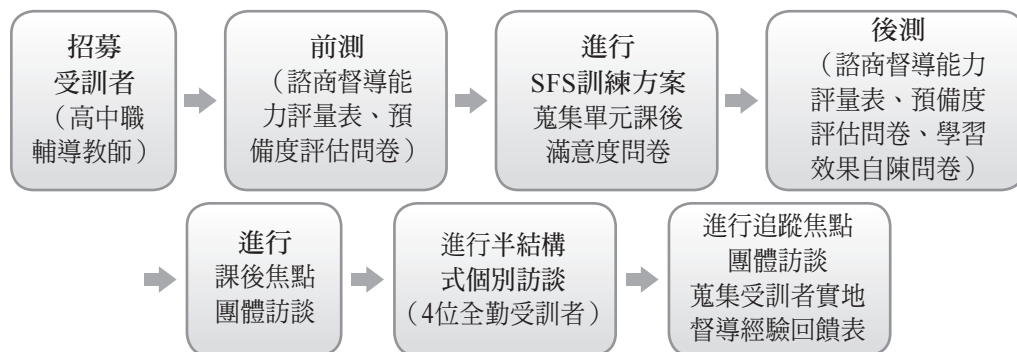 招募
受訓者
（高中職
輔導教師）
前測
（諮商督導能
力評量表、預
備度評估問卷）
進行
SFS訓練方案
蒐集單元課後
滿意度問卷
後測
（諮商督導能力
評量表、預備度
評估問卷、學習
效果自陳問卷）
進行
課後焦點
團體訪談
進行半結構
式個別訪談
（4位全勤受訓者）
進行追蹤焦點
團體訪談
蒐集受訓者實地
督導經驗回饋表